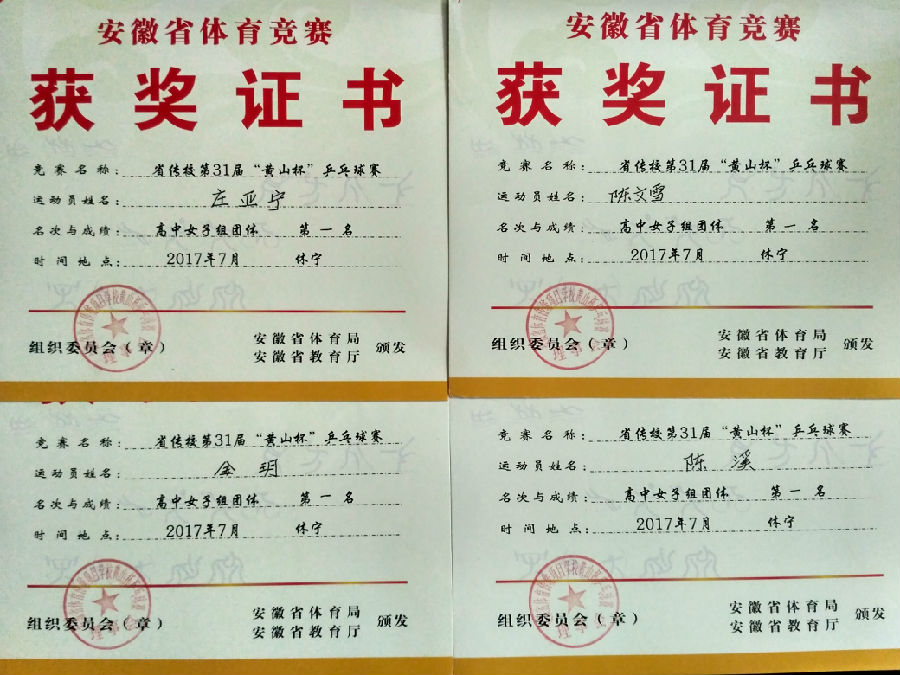 安徽省体育竞赛
获奖证书
竞赛名称: 省传校第31届“黄山杯”乒乓球赛
运动员姓名: 庄亚宁
名次与成绩: 高中女子组团体 第一名
时间地点: 2017年7月 休宁
组织委员会(章)
安徽省体育局
安徽省教育厅
颁发
安徽省体育竞赛
获奖证书
竞赛名称: 省传校第31届“黄山杯”乒乓球赛
运动员姓名: 陈文雪
名次与成绩: 高中女子组团体 第一名
时间地点: 2017年7月 休宁
组织委员会(章)
安徽省体育局
安徽省教育厅
颁发
竞赛名称: 省传校第31届“黄山杯”乒乓球赛
运动员姓名: 余玥
名次与成绩: 高中女子组团体 第一名
时间地点: 2017年7月 休宁
组织委员会(章)
安徽省体育局
安徽省教育厅
颁发
竞赛名称: 省传校第31届“黄山杯”乒乓球赛
运动员姓名: 陈溪
名次与成绩: 高中女子组团体 第一名
时间地点: 2017年7月 休宁
组织委员会(章)
安徽省体育局
安徽省教育厅
颁发